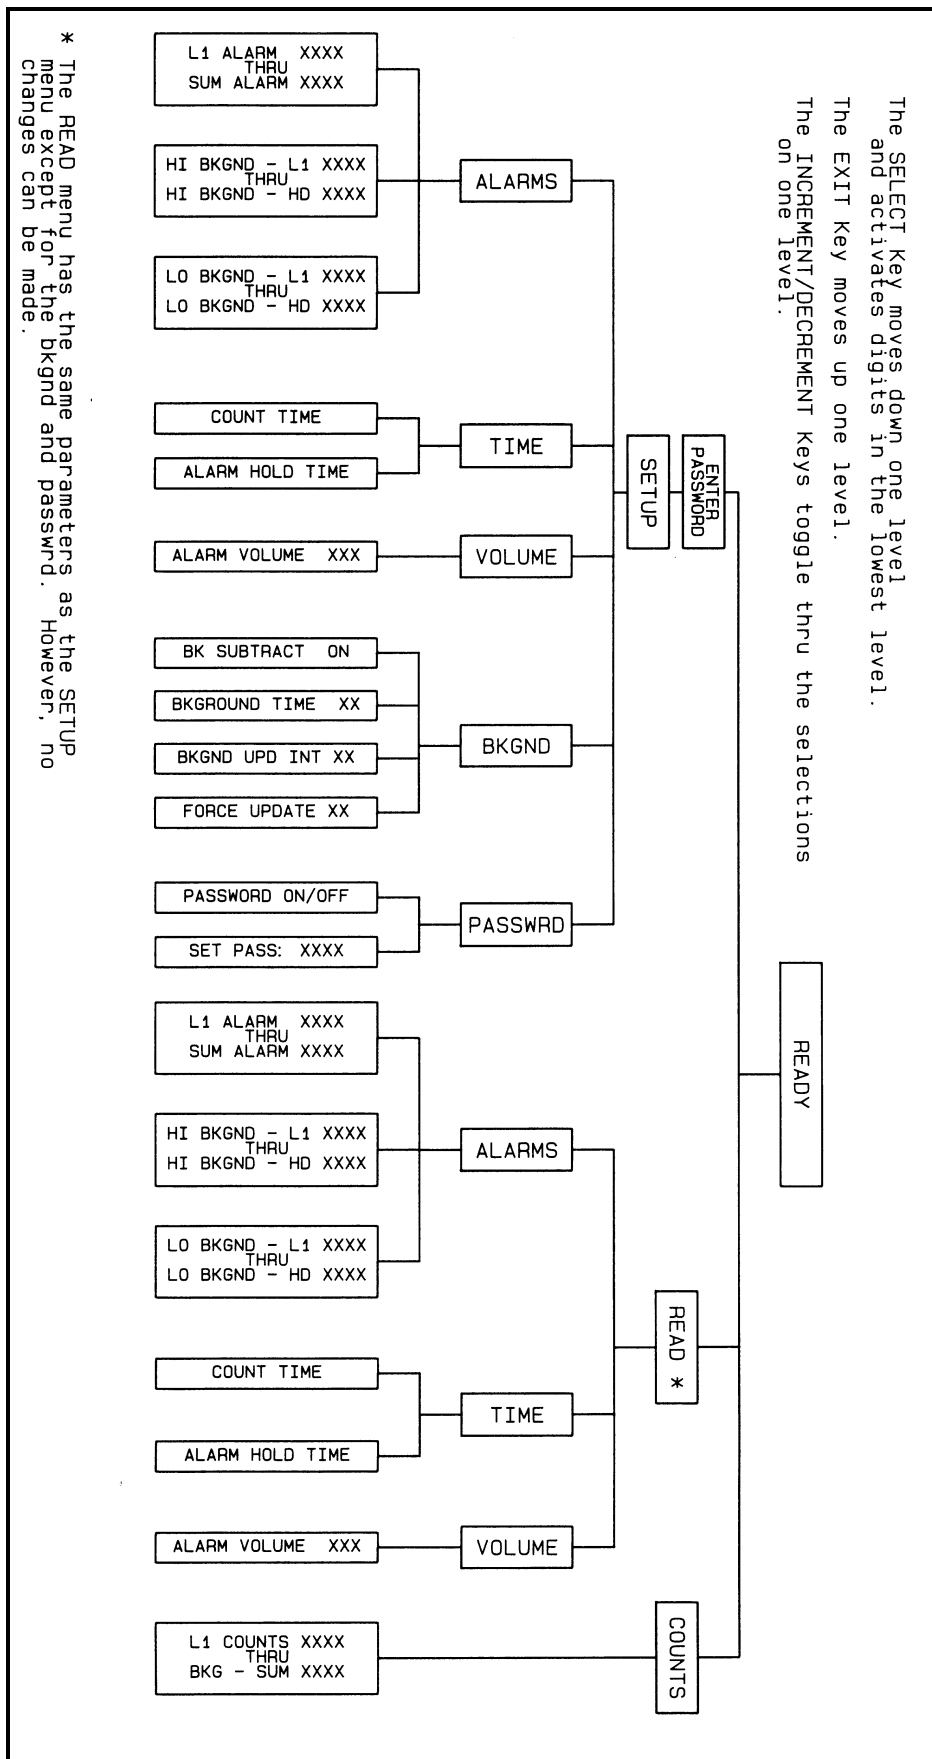 The SELECT Key moves down one level
and activates digits in the lowest level.
The EXIT Key moves up one level.
The INCREMENT/DECREMENT Keys toggle thru the selections
on one level.
READY
ENTER
PASSWORD
SETUP
READ *
COUNTS
ALARMS
L1 ALARM XXXX
THRU
SUM ALARM XXXX
HI BKGND - L1 XXXX
THRU
HI BKGND - HD XXXX
LO BKGND - L1 XXXX
THRU
LO BKGND - HD XXXX
TIME
COUNT TIME
ALARM HOLD TIME
VOLUME
ALARM VOLUME XXX
BKGND
BK SUBTRACT ON
BKGROUND TIME XX
BKGND UPD INT XX
FORCE UPDATE XX
PASSWRD
PASSWORD ON/OFF
SET PASS: XXXX
ALARMS
L1 ALARM XXXX
THRU
SUM ALARM XXXX
HI BKGND - L1 XXXX
THRU
HI BKGND - HD XXXX
LO BKGND - L1 XXXX
THRU
LO BKGND - HD XXXX
TIME
COUNT TIME
ALARM HOLD TIME
VOLUME
ALARM VOLUME XXX
L1 COUNTS XXXX
THRU
BKG - SUM XXXX
* The READ menu has the same parameters as the SETUP
menu except for the bkgnd and passwrd. However, no
changes can be made.